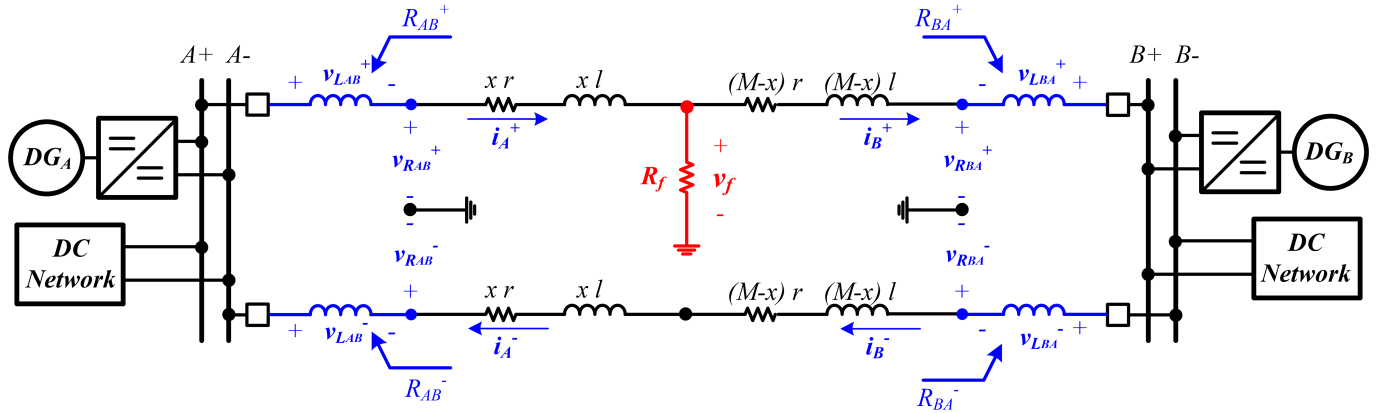 R_AB^+
R_BA^+
A+ A-
B+ B-
+ v_LAB^+ -
x r
x l
(M-x) r
(M-x) l
- v_LBA^+ +
+
i_A^+
+
i_B^+
+
DG_A
v_RAB^+
R_f
v_f
v_RBA^+
DG_B
-
-
-
-
-
DC
Network
v_RAB^-
v_RBA^-
DC
Network
+
x r
x l
(M-x) r
(M-x) l
+
+ v_LAB^- -
i_A^-
i_B^-
- v_LBA^- +
R_AB^-
R_BA^-